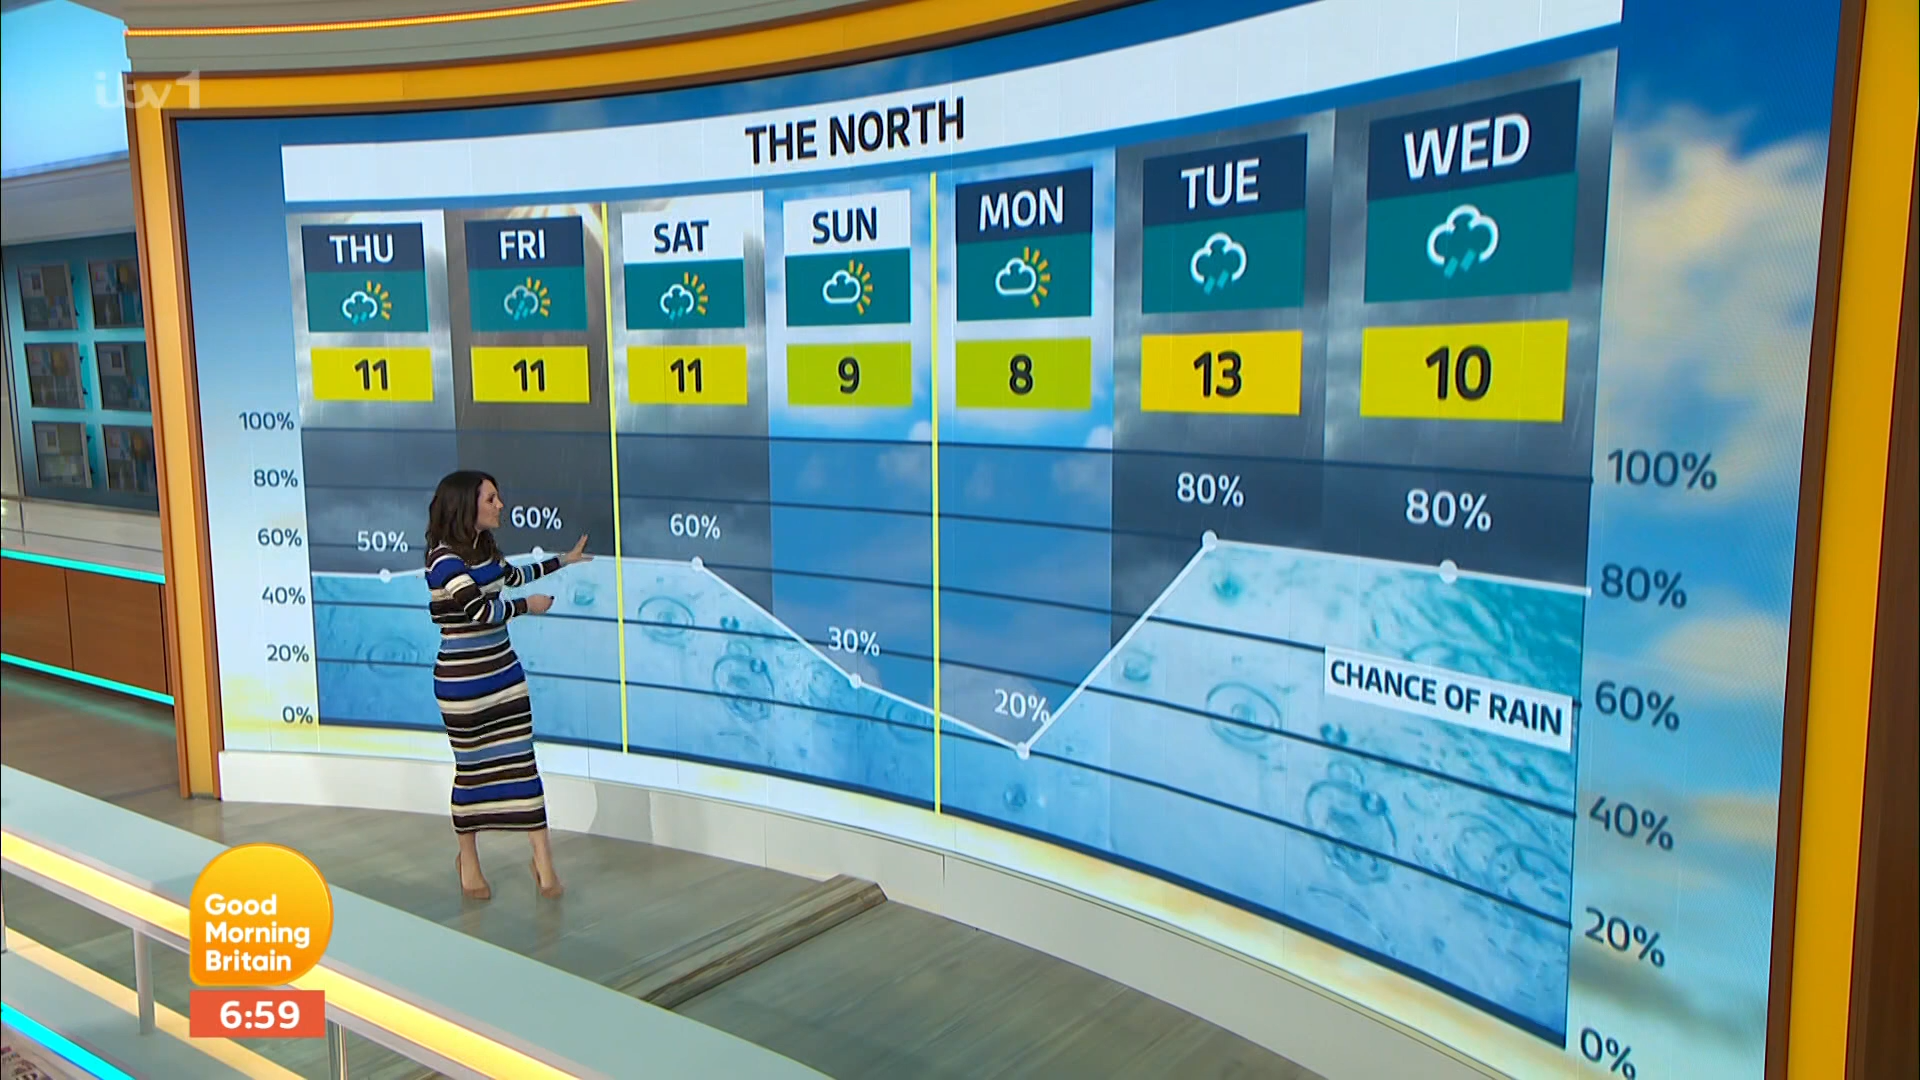 itv1
THE NORTH
THU FRI SAT SUN MON TUE WED
11 11 11 9 8 13 10
100% 100%
80% 80%
60% 60%
40% 40%
20% 20%
0% 0%
50% 60% 60% 30% 20% 80% 80%
CHANCE OF RAIN
Good
Morning
Britain
6:59